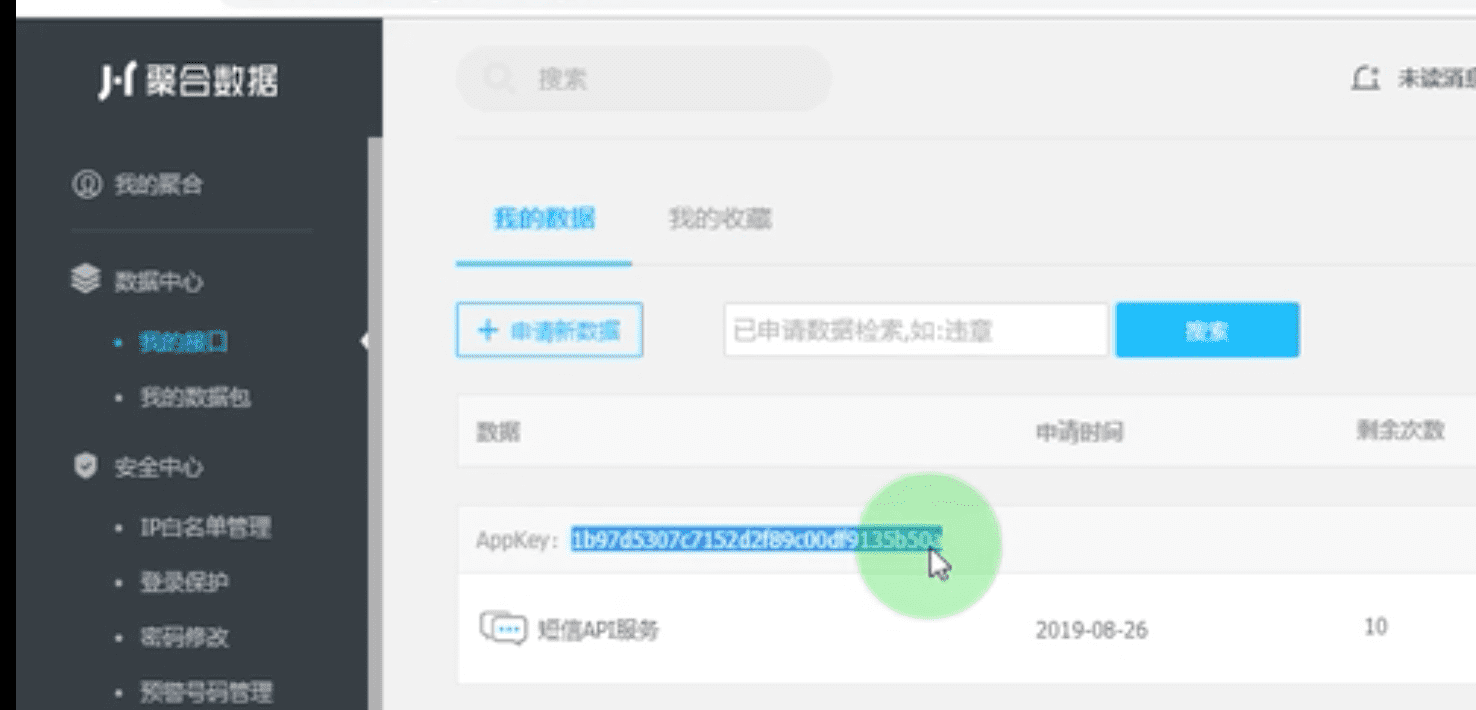 聚合数据
搜索
未读消息
我的聚合
我的数据
我的收藏
数据中心
我的接口
申请新数据
已申请数据检索,如:违章
搜索
我的数据包
数据
申请时间
剩余次数
安全中心
IP白名单管理
AppKey:
登录保护
短信API服务
2019-08-26
10
密码修改
预警号码管理